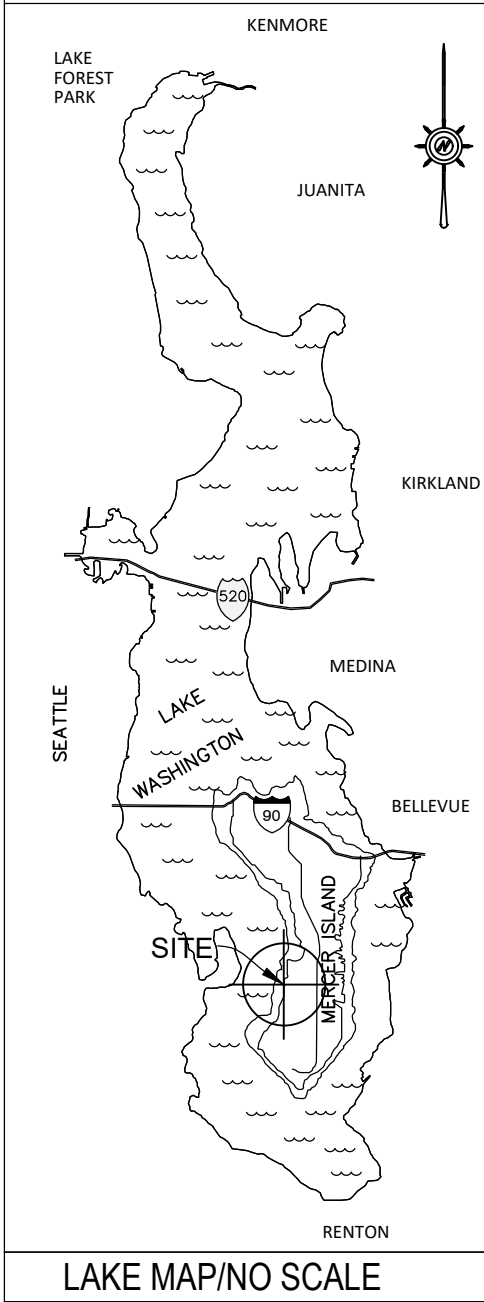 KENMORE
LAKE
FOREST
PARK
N
JUANITA
KIRKLAND
520
MEDINA
SEATTLE
LAKE
WASHINGTON
90
BELLEVUE
MERCER ISLAND
SITE
RENTON
LAKE MAP/NO SCALE